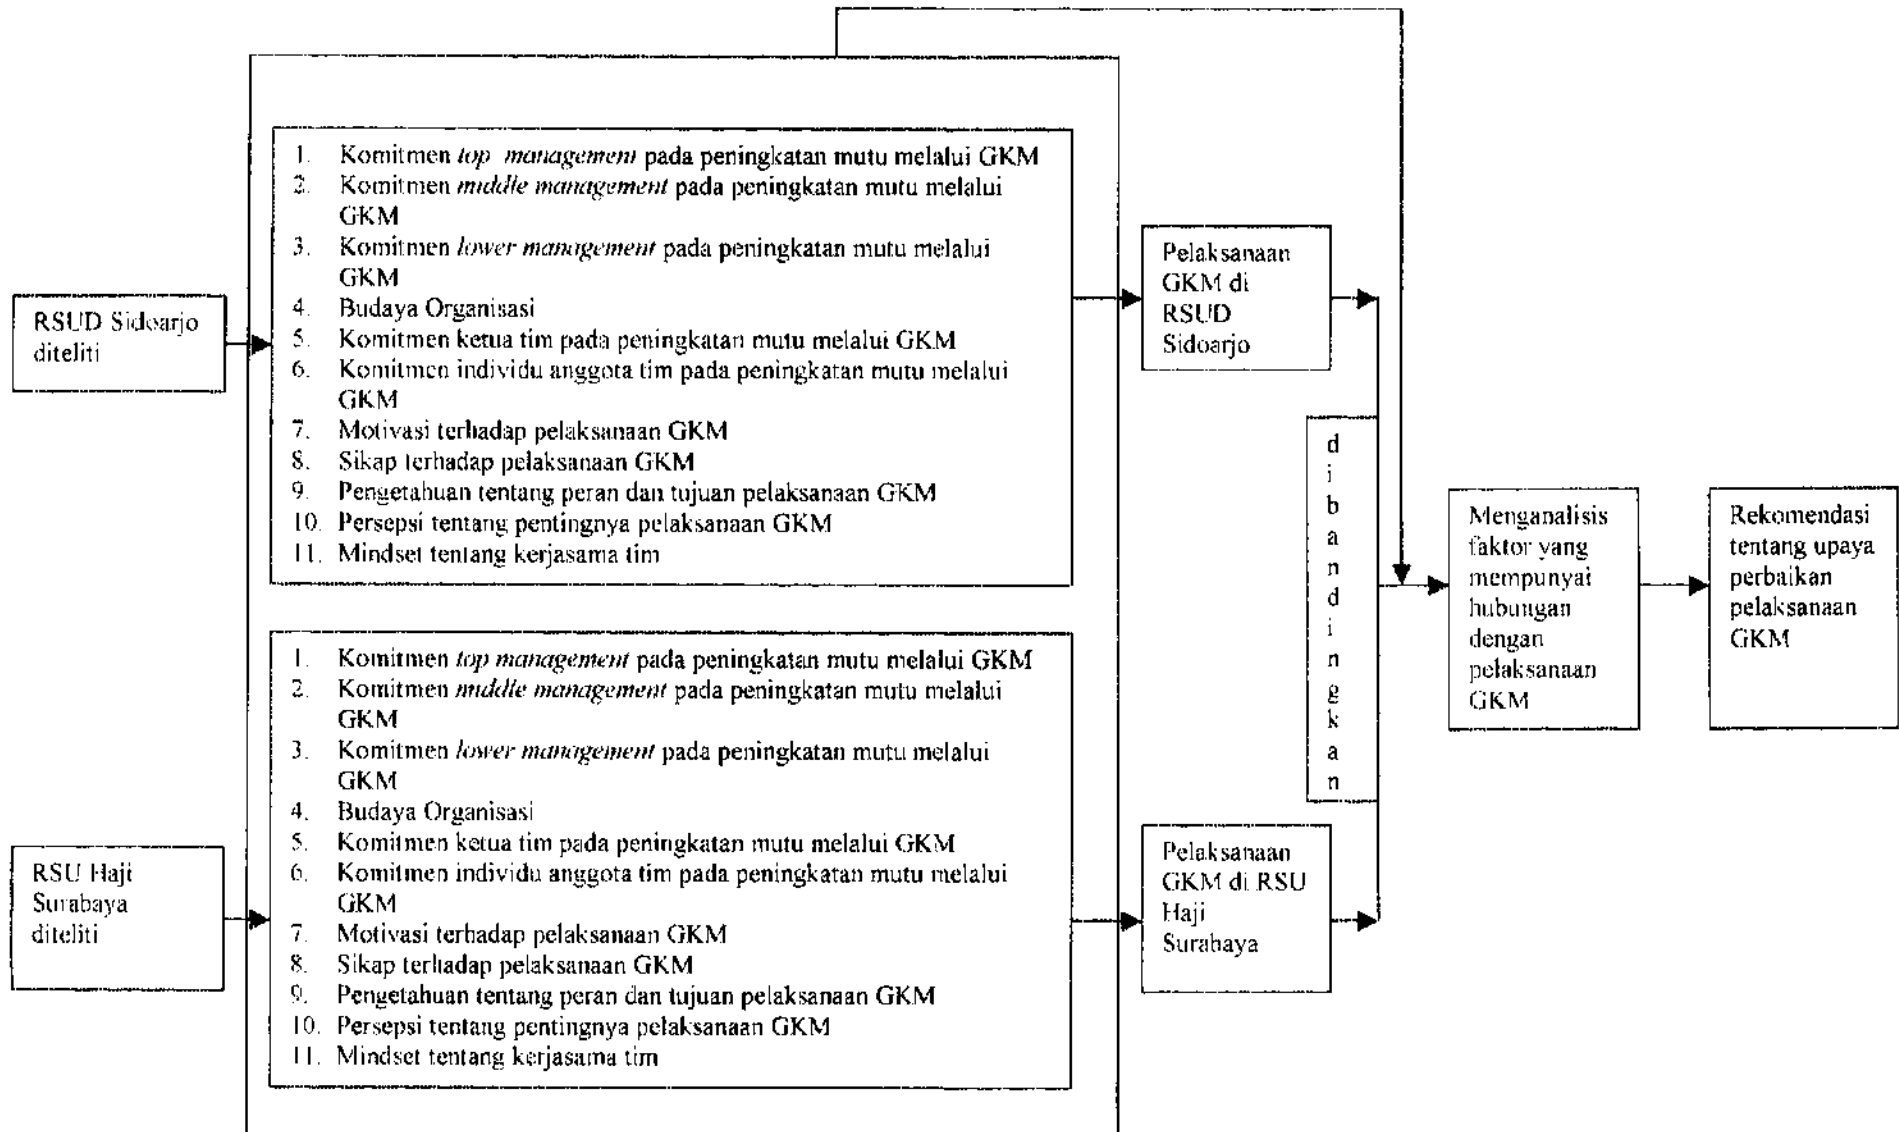 RSUD Sidoarjo
diteliti
1. Komitmen top management pada peningkatan mutu melalui GKM
2. Komitmen middle management pada peningkatan mutu melalui
GKM
3. Komitmen lower management pada peningkatan mutu melalui
GKM
4. Budaya Organisasi
5. Komitmen ketua tim pada peningkatan mutu melalui GKM
6. Komitmen individu anggota tim pada peningkatan mutu melalui
GKM
7. Motivasi terhadap pelaksanaan GKM
8. Sikap terhadap pelaksanaan GKM
9. Pengetahuan tentang peran dan tujuan pelaksanaan GKM
10. Persepsi tentang pentingnya pelaksanaan GKM
11. Mindset tentang kerjasama tim
Pelaksanaan
GKM di
RSUD
Sidoarjo
RSU Haji
Surabaya
diteliti
1. Komitmen top management pada peningkatan mutu melalui GKM
2. Komitmen middle management pada peningkatan mutu melalui
GKM
3. Komitmen lower management pada peningkatan mutu melalui
GKM
4. Budaya Organisasi
5. Komitmen ketua tim pada peningkatan mutu melalui GKM
6. Komitmen individu anggota tim pada peningkatan mutu melalui
GKM
7. Motivasi terhadap pelaksanaan GKM
8. Sikap terhadap pelaksanaan GKM
9. Pengetahuan tentang peran dan tujuan pelaksanaan GKM
10. Persepsi tentang pentingnya pelaksanaan GKM
11. Mindset tentang kerjasama tim
Pelaksanaan
GKM di RSU
Haji
Surabaya
d
i
b
a
n
d
i
n
g
k
a
n
Menganalisis
faktor yang
mempunyai
hubungan
dengan
pelaksanaan
GKM
Rekomendasi
tentang upaya
perbaikan
pelaksanaan
GKM